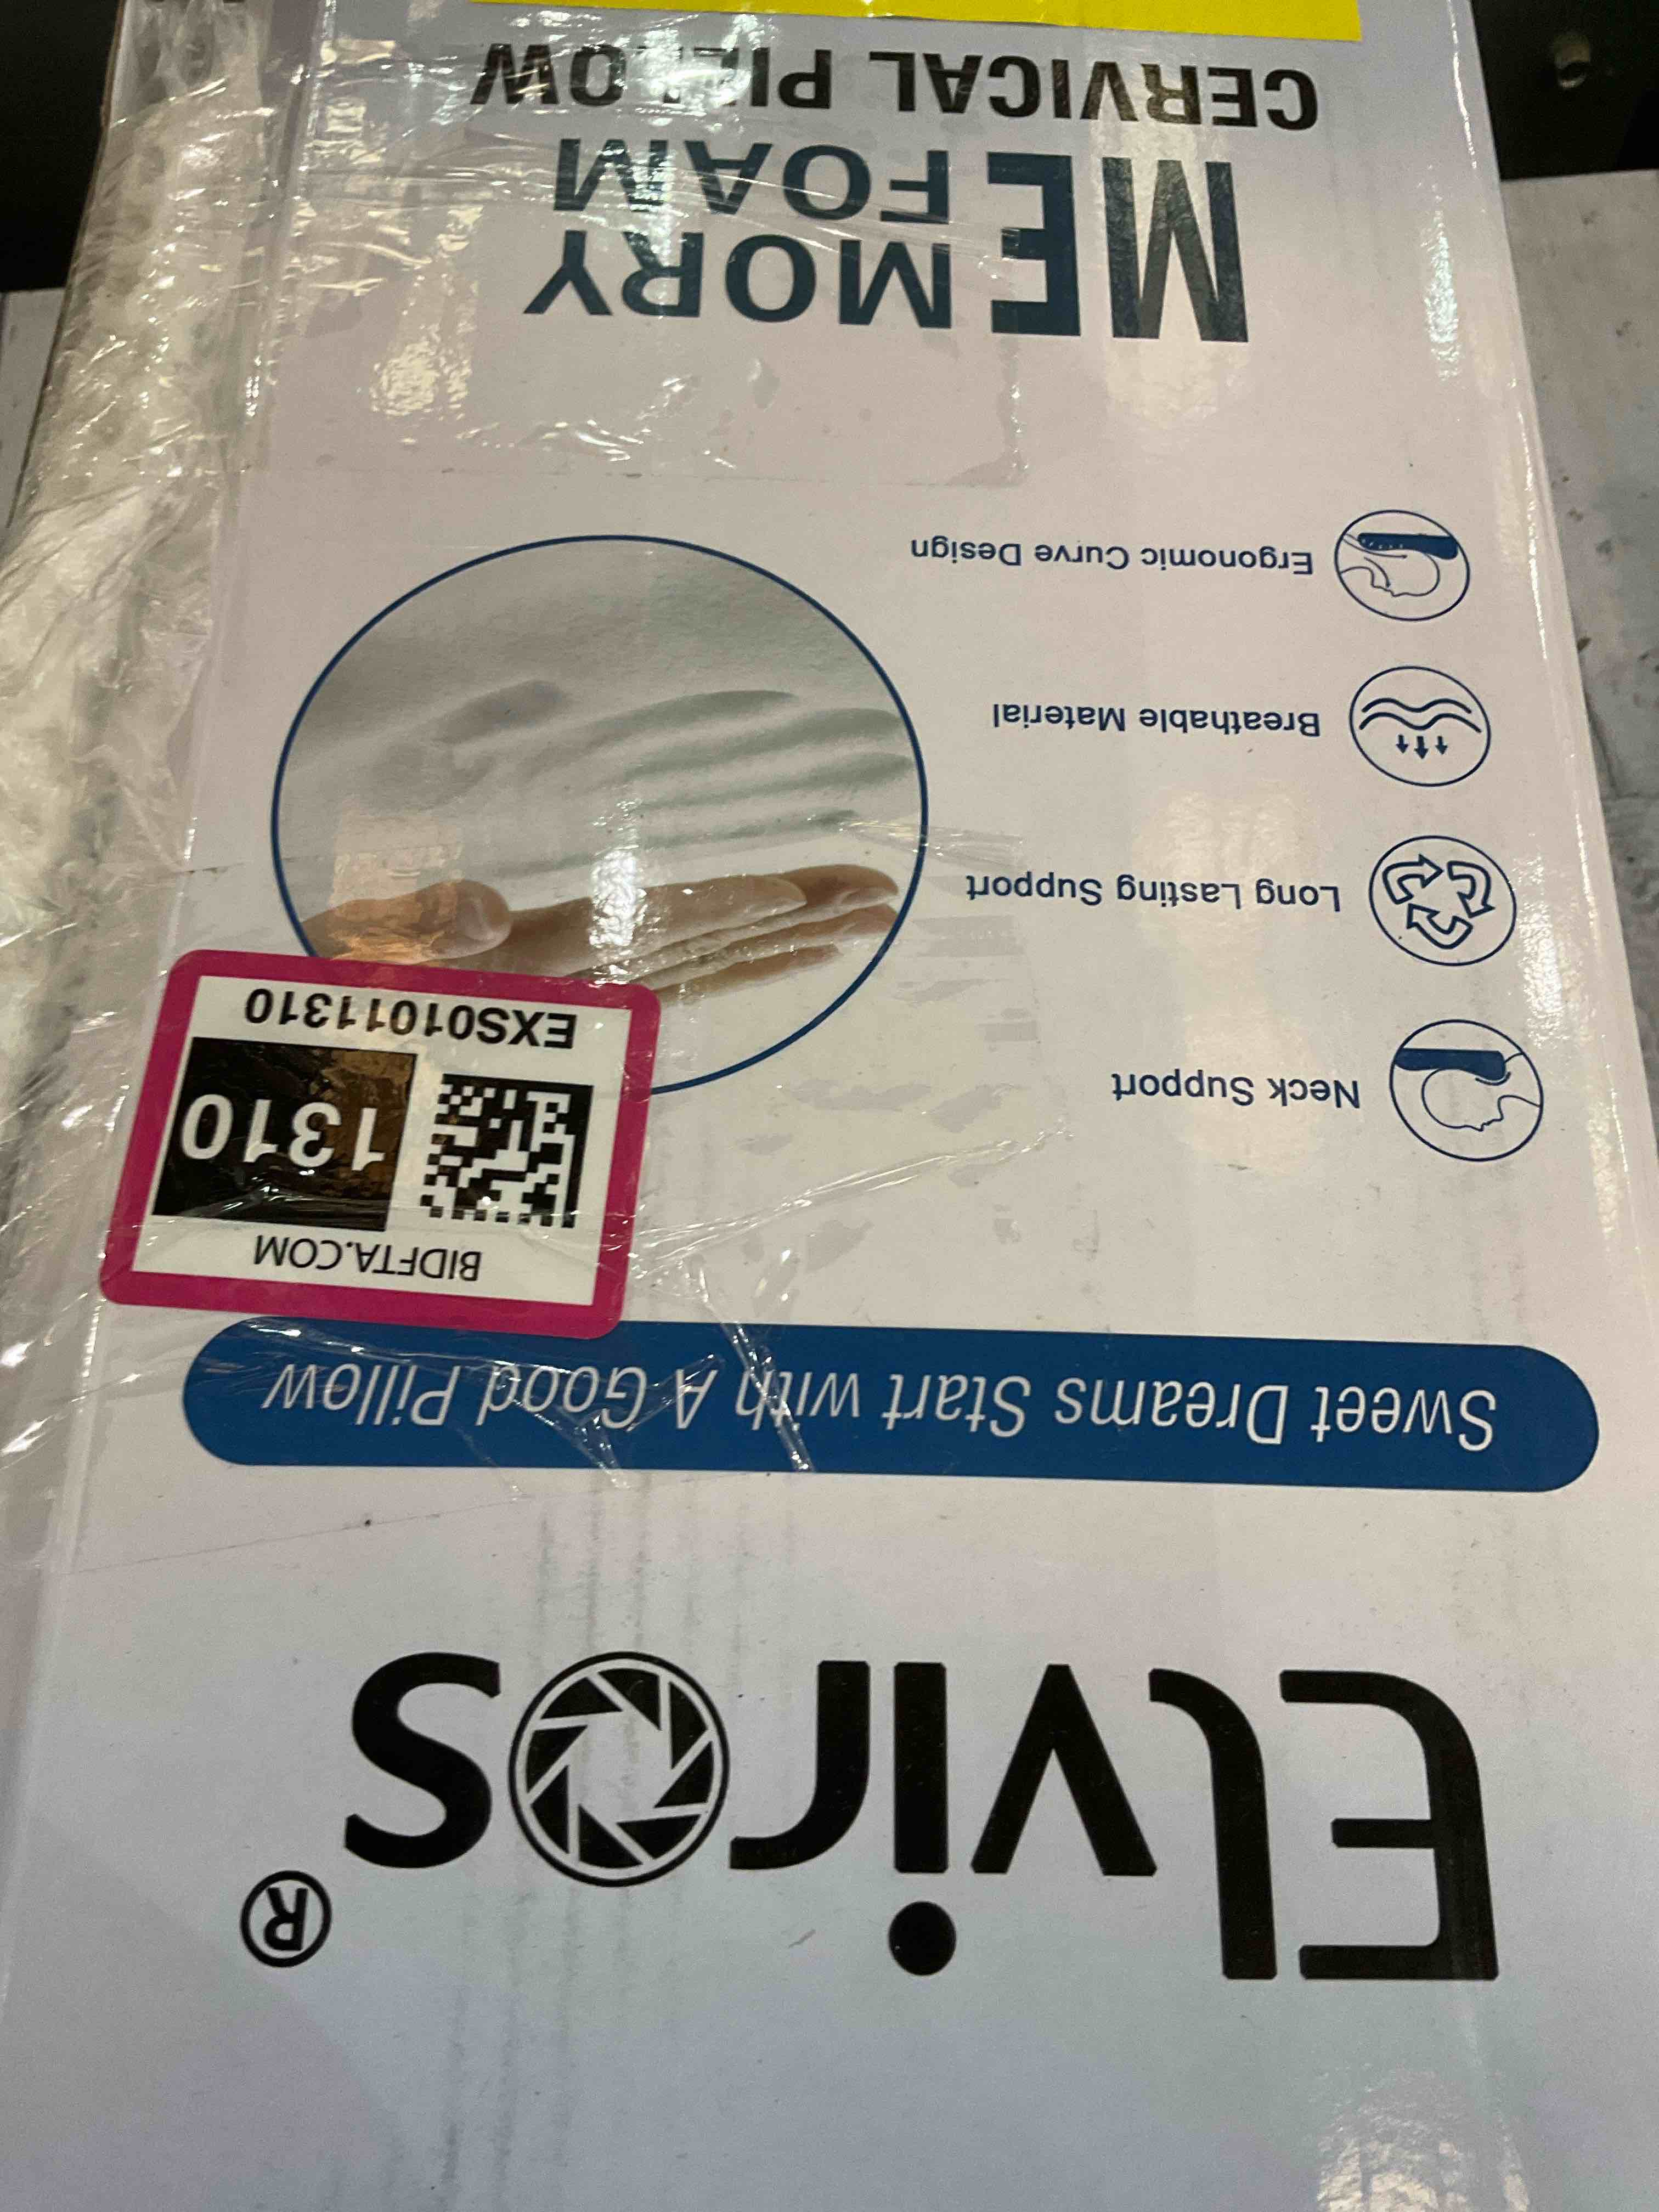 Elviros®
Sweet Dreams Start with A Good Pillow
BIDFTA.COM
1310
EXS01011310
Neck Support
Long Lasting Support
Breathable Material
Ergonomic Curve Design
MEMORY
FOAM
CERVICAL PILLOW